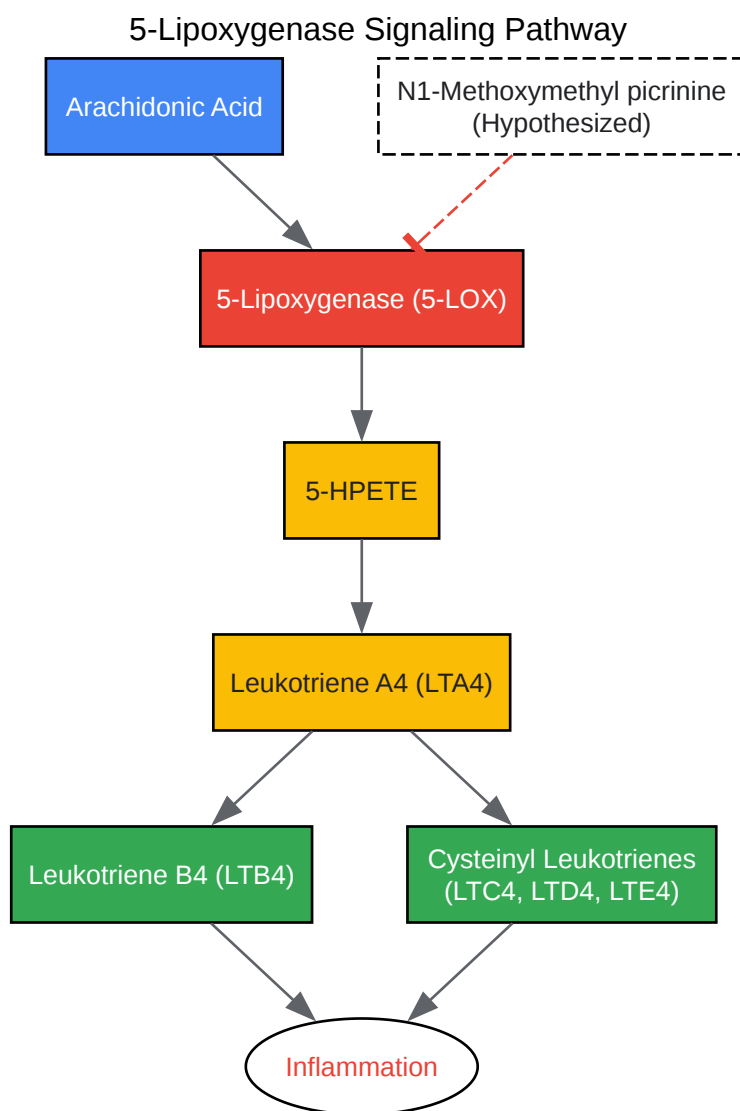 5-Lipoxygenase Signaling Pathway
Arachidonic Acid
N1-Methoxymethyl picrinine
(Hypothesized)
5-Lipoxygenase (5-LOX)
5-HPETE
Leukotriene A4 (LTA4)
Leukotriene B4 (LTB4)
Cysteinyl Leukotrienes
(LTC4, LTD4, LTE4)
Inflammation